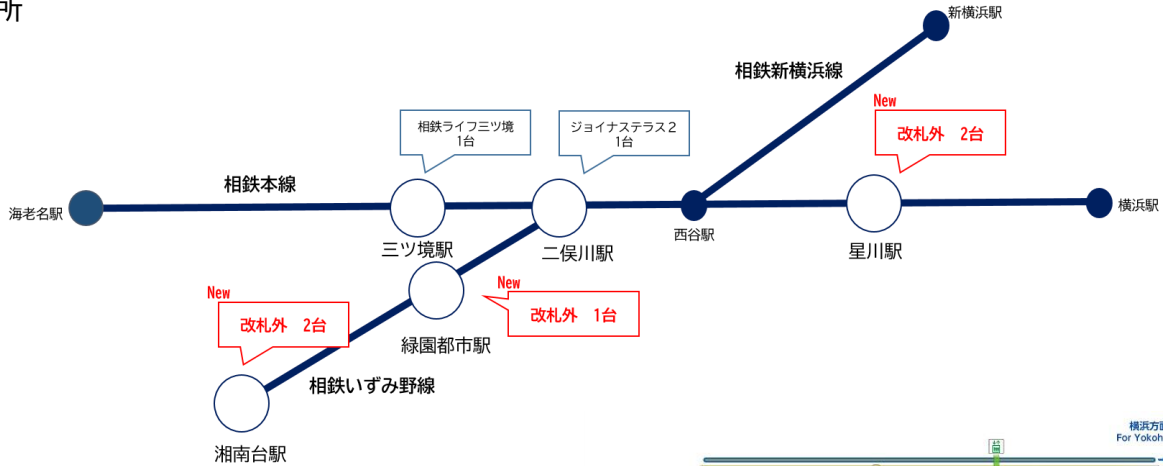 所
新横浜駅
相鉄新横浜線
New
改札外 2台
相鉄ライフ三ツ境
1台
ジョイナステラス2
1台
相鉄本線
海老名駅
三ツ境駅
二俣川駅
西谷駅
星川駅
横浜駅
New
改札外 1台
緑園都市駅
New
改札外 2台
相鉄いずみ野線
湘南台駅
横浜方面
For Yokoh